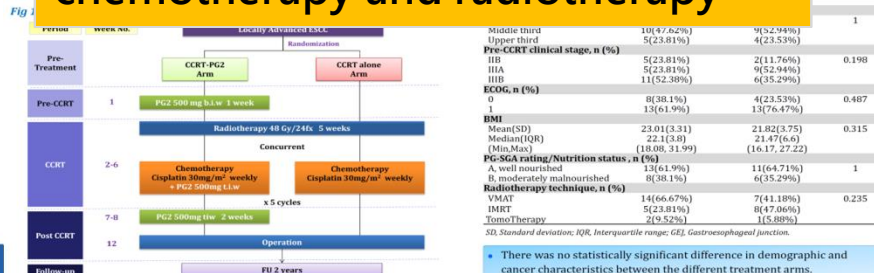 chemotherapy and radiotherapy
Fig 1
Period Week No.
Locally Advanced ESCC
Randomization
Pre-
Treatment
CCRT-PG2
Arm
CCRT alone
Arm
Pre-CCRT 1 PG2 500 mg b.i.w 1 week
Radiotherapy 48 Gy/24fx 5 weeks
Concurrent
CCRT 2-6
Chemotherapy
Cisplatin 30mg/m² weekly
+ PG2 500mg t.i.w
Chemotherapy
Cisplatin 30mg/m² weekly
x 5 cycles
7-8 PG2 500mg tiw 2 weeks
Post CCRT
12 Operation
Follow-up FU 2 years
1
Middle third 10(47.62%) 9(52.94%)
Upper third 5(23.81%) 4(23.53%)
Pre-CCRT clinical stage, n (%)
IIB 5(23.81%) 2(11.76%) 0.198
IIIA 5(23.81%) 9(52.94%)
IIIB 11(52.38%) 6(35.29%)
ECOG, n (%)
0 8(38.1%) 4(23.53%) 0.487
1 13(61.9%) 13(76.47%)
BMI
Mean(SD) 23.01(3.31) 21.82(3.75) 0.315
Median(IQR) 22.1(3.8) 21.47(6.6)
(Min,Max) (18.08, 31.99) (16.17, 27.22)
PG-SGA rating/Nutrition status , n (%)
A, well nourished 13(61.9%) 11(64.71%) 1
B, moderately malnourished 8(38.1%) 6(35.29%)
Radiotherapy technique, n (%)
VMAT 14(66.67%) 7(41.18%) 0.235
IMRT 5(23.81%) 8(47.06%)
TomoTherapy 2(9.52%) 1(5.88%)
SD, Standard deviation; IQR, Interquartile range; GEJ, Gastroesophageal junction.
• There was no statistically significant difference in demographic and
cancer characteristics between the different treatment arms.